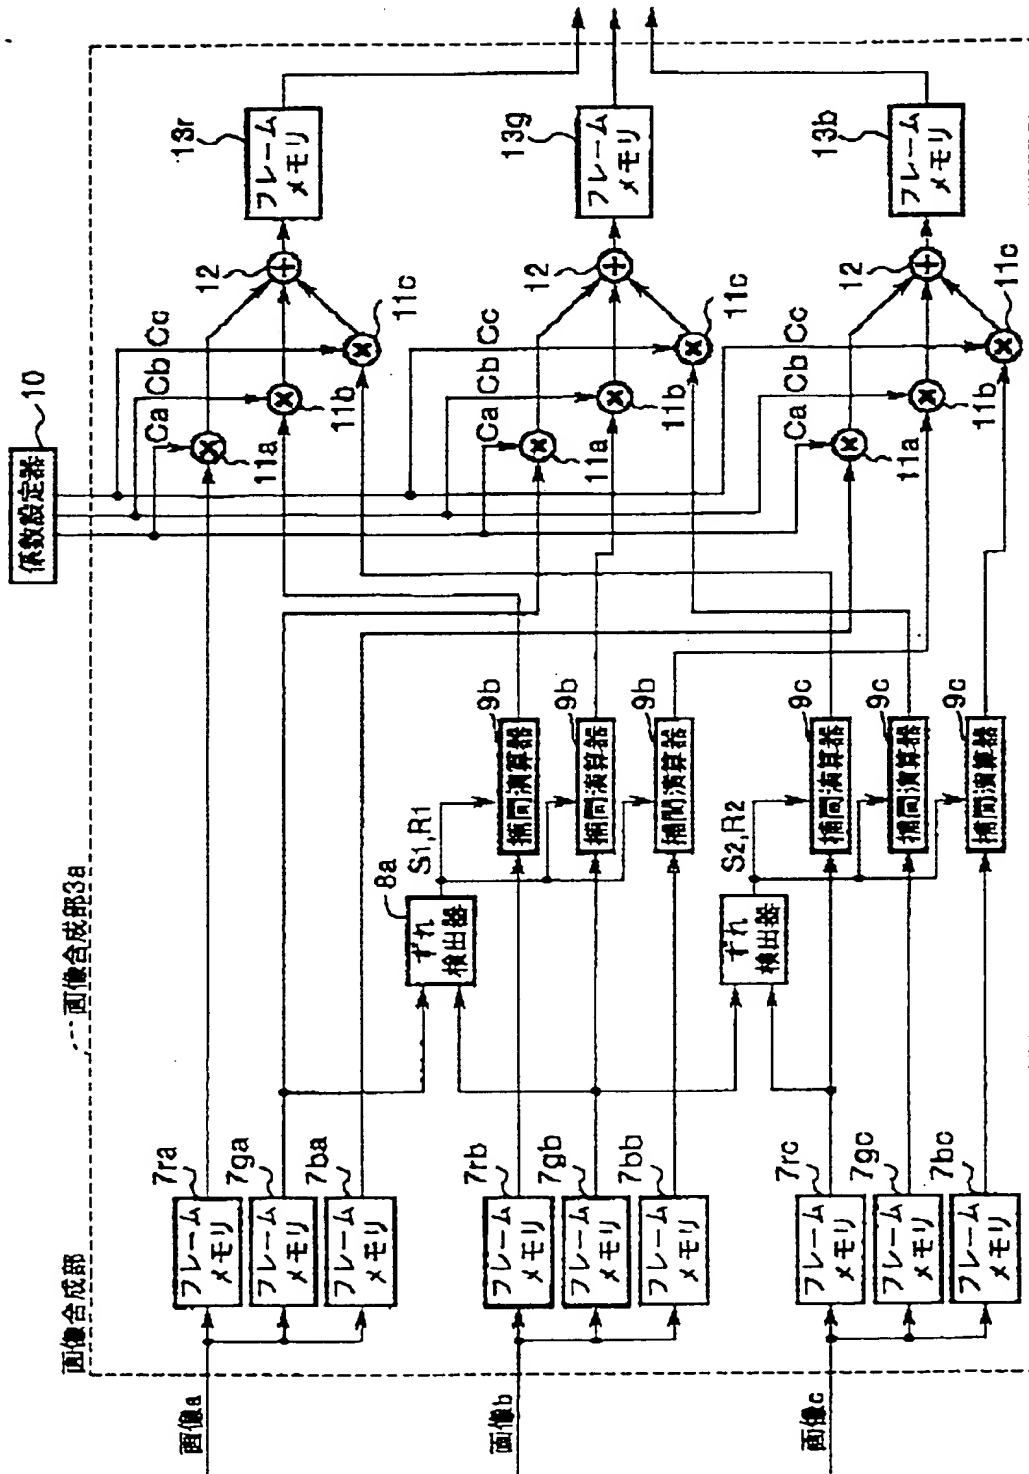 画像合成部
画像合成部3a
係数設定器
10
画像a
フレーム
メモリ
7ra
フレーム
メモリ
7ga
フレーム
メモリ
7ba
画像b
フレーム
メモリ
7rb
フレーム
メモリ
7gb
フレーム
メモリ
7bb
画像c
フレーム
メモリ
7rc
フレーム
メモリ
7gc
フレーム
メモリ
7bc
ずれ
検出器
8a
S1,R1
ずれ
検出器
S2,R2
補間演算器
9b
補間演算器
9b
補間演算器
9b
補間演算器
9c
補間演算器
9c
補間演算器
9c
Ca
Cb
Cc
11a
11b
11c
12
フレーム
メモリ
13r
Ca
Cb
Cc
11a
11b
11c
12
フレーム
メモリ
13g
Ca
Cb
Cc
11a
11b
11c
12
フレーム
メモリ
13b